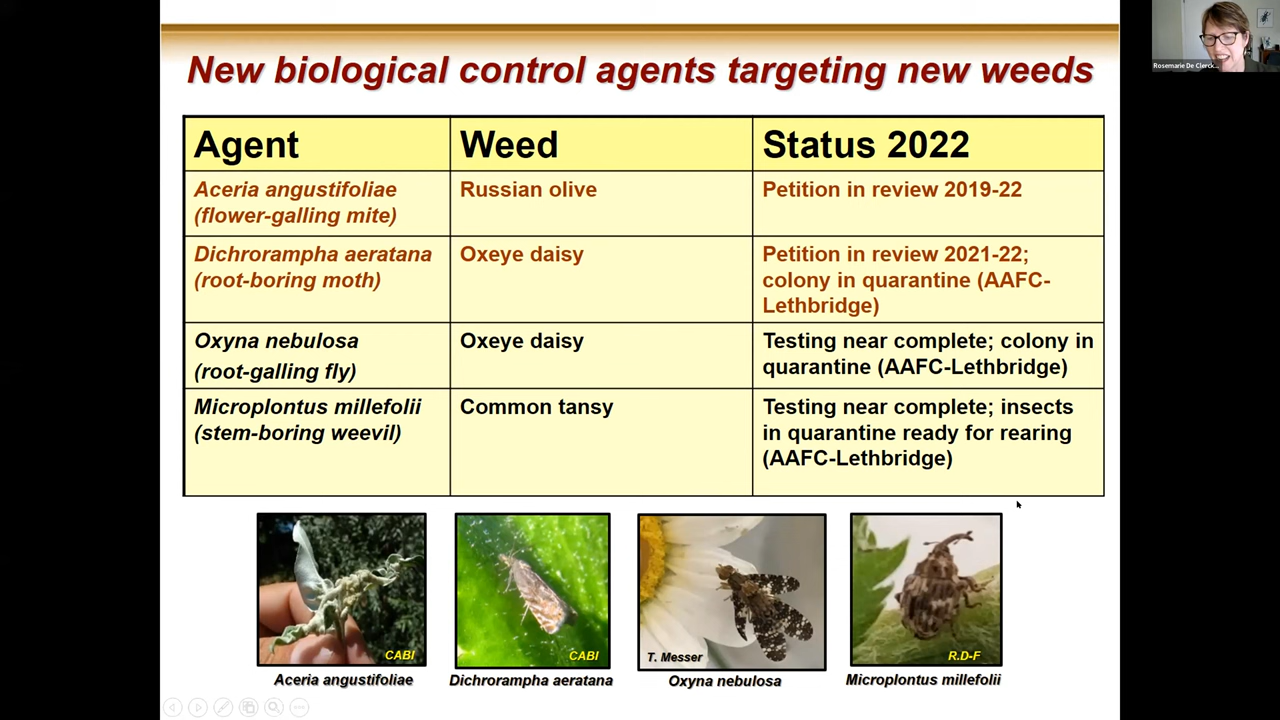 New biological control agents targeting new weeds
Rosemarie De Clerck...
Agent
Weed
Status 2022
Aceria angustifoliae
(flower-galling mite)
Russian olive
Petition in review 2019-22
Dichrorampha aeratana
(root-boring moth)
Oxeye daisy
Petition in review 2021-22;
colony in quarantine (AAFC-
Lethbridge)
Oxyna nebulosa
(root-galling fly)
Oxeye daisy
Testing near complete; colony in
quarantine (AAFC-Lethbridge)
Microplontus millefolii
(stem-boring weevil)
Common tansy
Testing near complete; insects
in quarantine ready for rearing
(AAFC-Lethbridge)
CABI
CABI
T. Messer
R.D-F
Aceria angustifoliae
Dichrorampha aeratana
Oxyna nebulosa
Microplontus millefolii